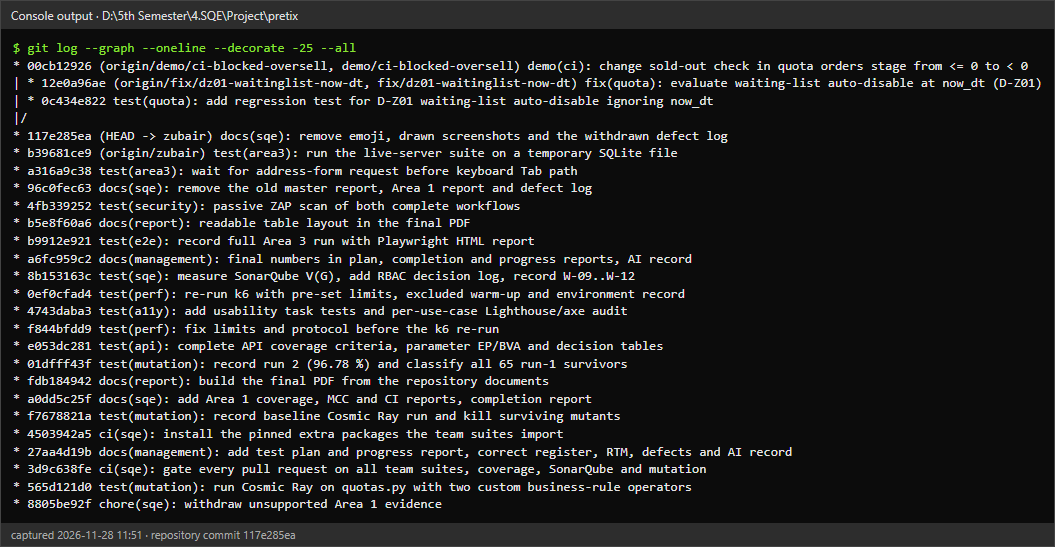 Console output · D:\5th Semester\4.SQE\Project\pretix
$ git log --graph --oneline --decorate -25 --all
* 00cb12926 (origin/demo/ci-blocked-oversell, demo/ci-blocked-oversell) demo(ci): change sold-out check in quota orders stage from <= 0 to < 0
| * 12e0a96ae (origin/fix/dz01-waitinglist-now-dt, fix/dz01-waitinglist-now-dt) fix(quota): evaluate waiting-list auto-disable at now_dt (D-Z01)
| * 0c434e822 test(quota): add regression test for D-Z01 waiting-list auto-disable ignoring now_dt
|/
* 117e285ea (HEAD -> zubair) docs(sqe): remove emoji, drawn screenshots and the withdrawn defect log
* b39681ce9 (origin/zubair) test(area3): run the live-server suite on a temporary SQLite file
* a316a9c38 test(area3): wait for address-form request before keyboard Tab path
* 96c0fec63 docs(sqe): remove the old master report, Area 1 report and defect log
* 4fb339252 test(security): passive ZAP scan of both complete workflows
* b5e8f60a6 docs(report): readable table layout in the final PDF
* b9912e921 test(e2e): record full Area 3 run with Playwright HTML report
* a6fc959c2 docs(management): final numbers in plan, completion and progress reports, AI record
* 8b153163c test(sqe): measure SonarQube V(G), add RBAC decision log, record W-09..W-12
* 0ef0cfad4 test(perf): re-run k6 with pre-set limits, excluded warm-up and environment record
* 4743daba3 test(a11y): add usability task tests and per-use-case Lighthouse/axe audit
* f844bfdd9 test(perf): fix limits and protocol before the k6 re-run
* e053dc281 test(api): complete API coverage criteria, parameter EP/BVA and decision tables
* 01dfff43f test(mutation): record run 2 (96.78 %) and classify all 65 run-1 survivors
* fdb184942 docs(report): build the final PDF from the repository documents
* a0dd5c25f docs(sqe): add Area 1 coverage, MCC and CI reports, completion report
* f7678821a test(mutation): record baseline Cosmic Ray run and kill surviving mutants
* 4503942a5 ci(sqe): install the pinned extra packages the team suites import
* 27aa4d19b docs(management): add test plan and progress report, correct register, RTM, defects and AI record
* 3d9c638fe ci(sqe): gate every pull request on all team suites, coverage, SonarQube and mutation
* 565d121d0 test(mutation): run Cosmic Ray on quotas.py with two custom business-rule operators
* 8805be92f chore(sqe): withdraw unsupported Area 1 evidence
captured 2026-11-28 11:51 · repository commit 117e285ea